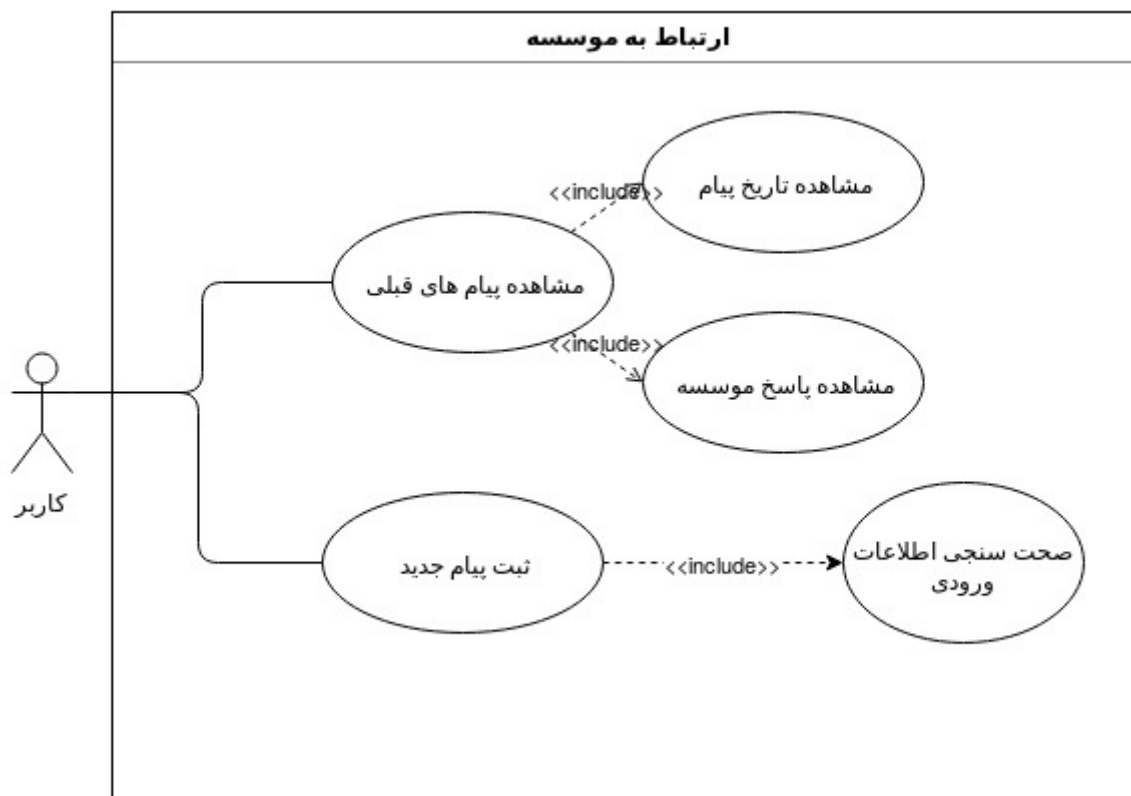 ارتباط به موسسه
مشاهده تاریخ پیام
<<include>>
مشاهده پیام های قبلی
<<include>>
مشاهده پاسخ موسسه
کاربر
ثبت پیام جدید
<<include>>
صحت سنجی اطلاعات
ورودی